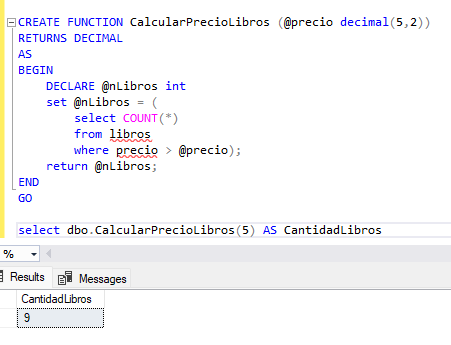 CREATE FUNCTION CalcularPrecioLibros (@precio decimal(5,2))
RETURNS DECIMAL
AS
BEGIN
DECLARE @nLibros int
set @nLibros = (
select COUNT(*)
from libros
where precio > @precio);
return @nLibros;
END
GO
select dbo.CalcularPrecioLibros(5) AS CantidadLibros
%
Results Messages
CantidadLibros
9